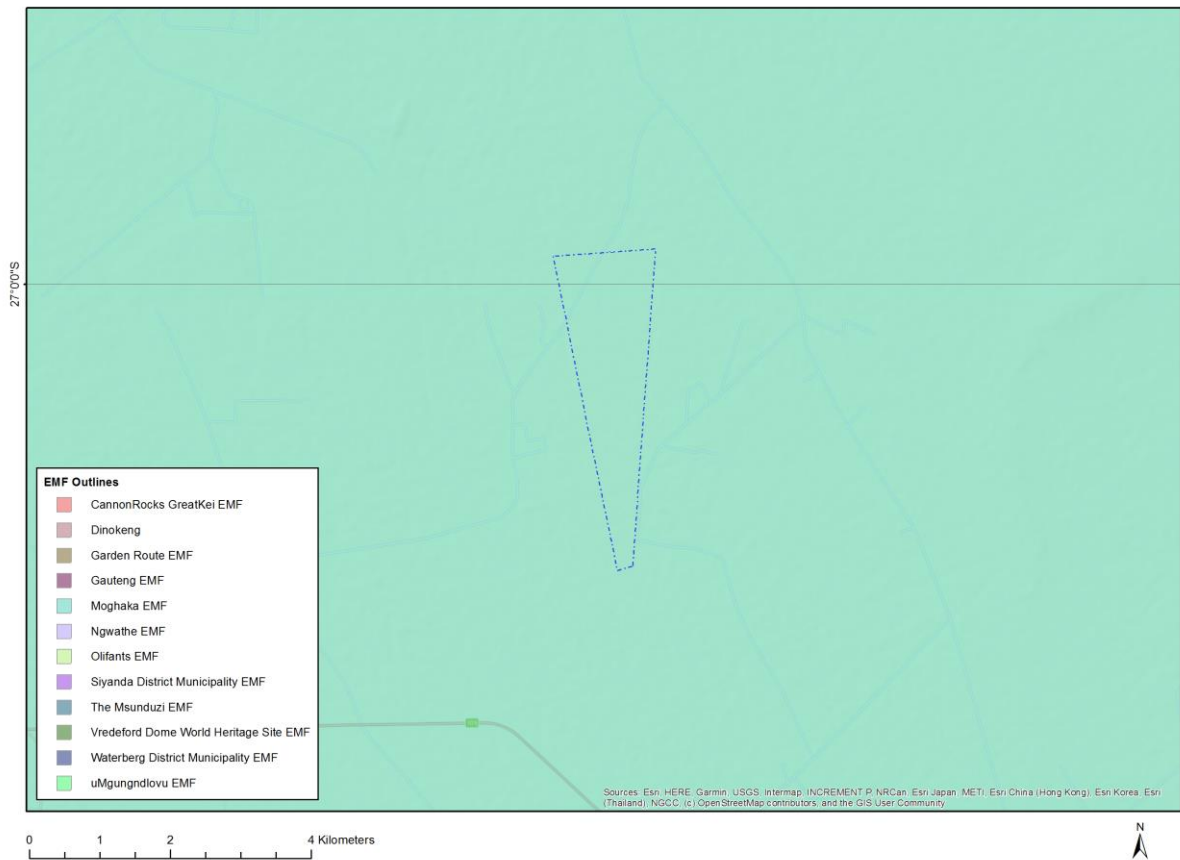 27°0'0"S
EMF Outlines
CannonRocks GreatKei EMF
Dinokeng
Garden Route EMF
Gauteng EMF
Moghaka EMF
Ngwathe EMF
Olifants EMF
Siyanda District Municipality EMF
The Msunduzi EMF
Vredeford Dome World Heritage Site EMF
Waterberg District Municipality EMF
uMgungndlovu EMF
Sources: Esri, HERE, Garmin, USGS, Intermap, INCREMENT P, NRCan, Esri Japan, METI, Esri China (Hong Kong), Esri Korea, Esri
(Thailand), NGCC, (c) OpenStreetMap contributors, and the GIS User Community
0 1 2 4 Kilometers
N